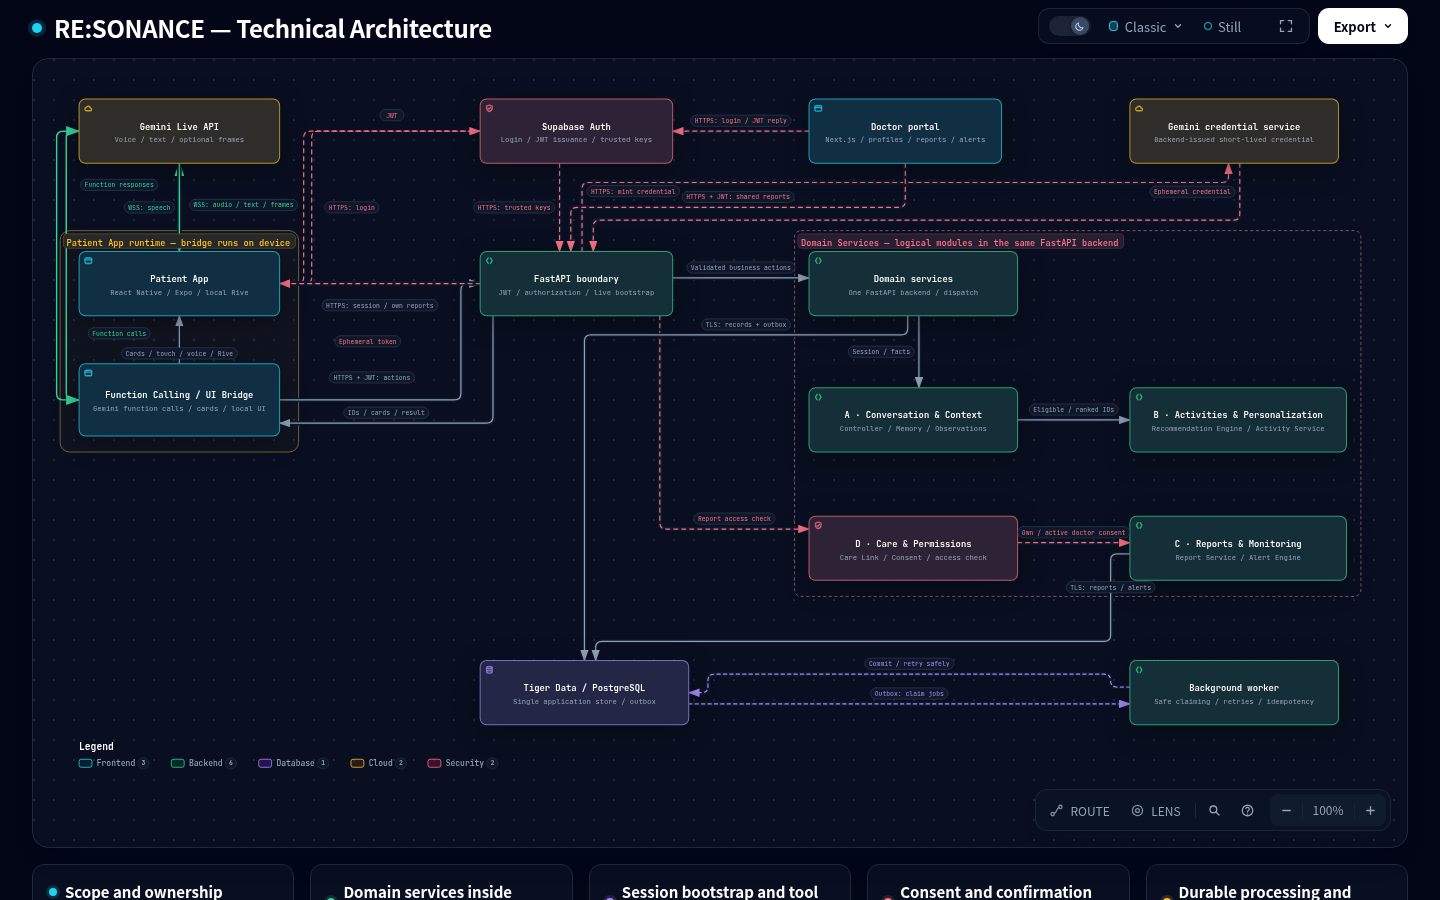 RE:SONANCE — Technical Architecture
Classic
Still
Export
Gemini Live API
Voice / text / optional frames
JWT
Supabase Auth
Login / JWT issuance / trusted keys
HTTPS: login / JWT reply
Doctor portal
Next.js / profiles / reports / alerts
Gemini credential service
Backend-issued short-lived credential
Function responses
WSS: speech
WSS: audio / text / frames
HTTPS: login
HTTPS: trusted keys
HTTPS: mint credential
HTTPS + JWT: shared reports
Ephemeral credential
Patient App runtime — bridge runs on device
Domain Services — logical modules in the same FastAPI backend
Patient App
React Native / Expo / local Rive
FastAPI boundary
JWT / authorization / live bootstrap
Validated business actions
Domain services
One FastAPI backend / dispatch
HTTPS: session / own reports
Function calls
Ephemeral token
TLS: records + outbox
Cards / touch / voice / Rive
Session / facts
HTTPS + JWT: actions
Function Calling / UI Bridge
Gemini function calls / cards / local UI
IDs / cards / result
A · Conversation & Context
Controller / Memory / Observations
Eligible / ranked IDs
B · Activities & Personalization
Recommendation Engine / Activity Service
Report access check
D · Care & Permissions
Care Link / Consent / access check
Own / active doctor consent
C · Reports & Monitoring
Report Service / Alert Engine
TLS: reports / alerts
Tiger Data / PostgreSQL
Single application store / outbox
Commit / retry safely
Outbox: claim jobs
Background worker
Safe claiming / retries / idempotency
Legend
Frontend 3
Backend 6
Database 1
Cloud 2
Security 2
ROUTE
LENS
100%
Scope and ownership
Domain services inside
Session bootstrap and tool
Consent and confirmation
Durable processing and